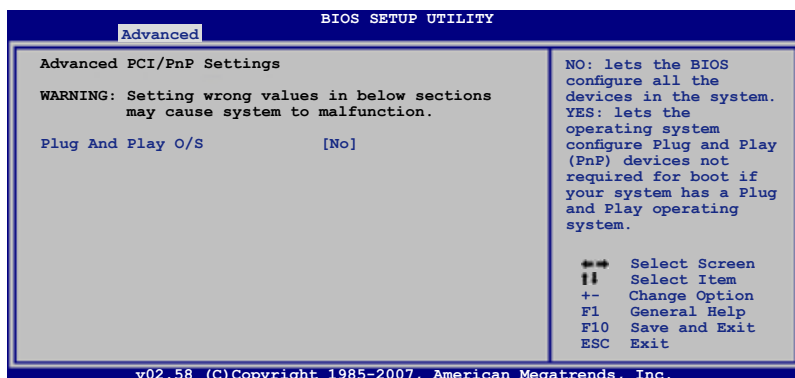 BIOS SETUP UTILITY
Advanced
Advanced PCI/PnP Settings
WARNING: Setting wrong values in below sections
may cause system to malfunction.
Plug And Play O/S [No]
NO: lets the BIOS
configure all the
devices in the system.
YES: lets the
operating system
configure Plug and Play
(PnP) devices not
required for boot if
your system has a Plug
and Play operating
system.
←→ Select Screen
↑↓ Select Item
+- Change Option
F1 General Help
F10 Save and Exit
ESC Exit
v02.58 (C)Copyright 1985-2007, American Megatrends, Inc.